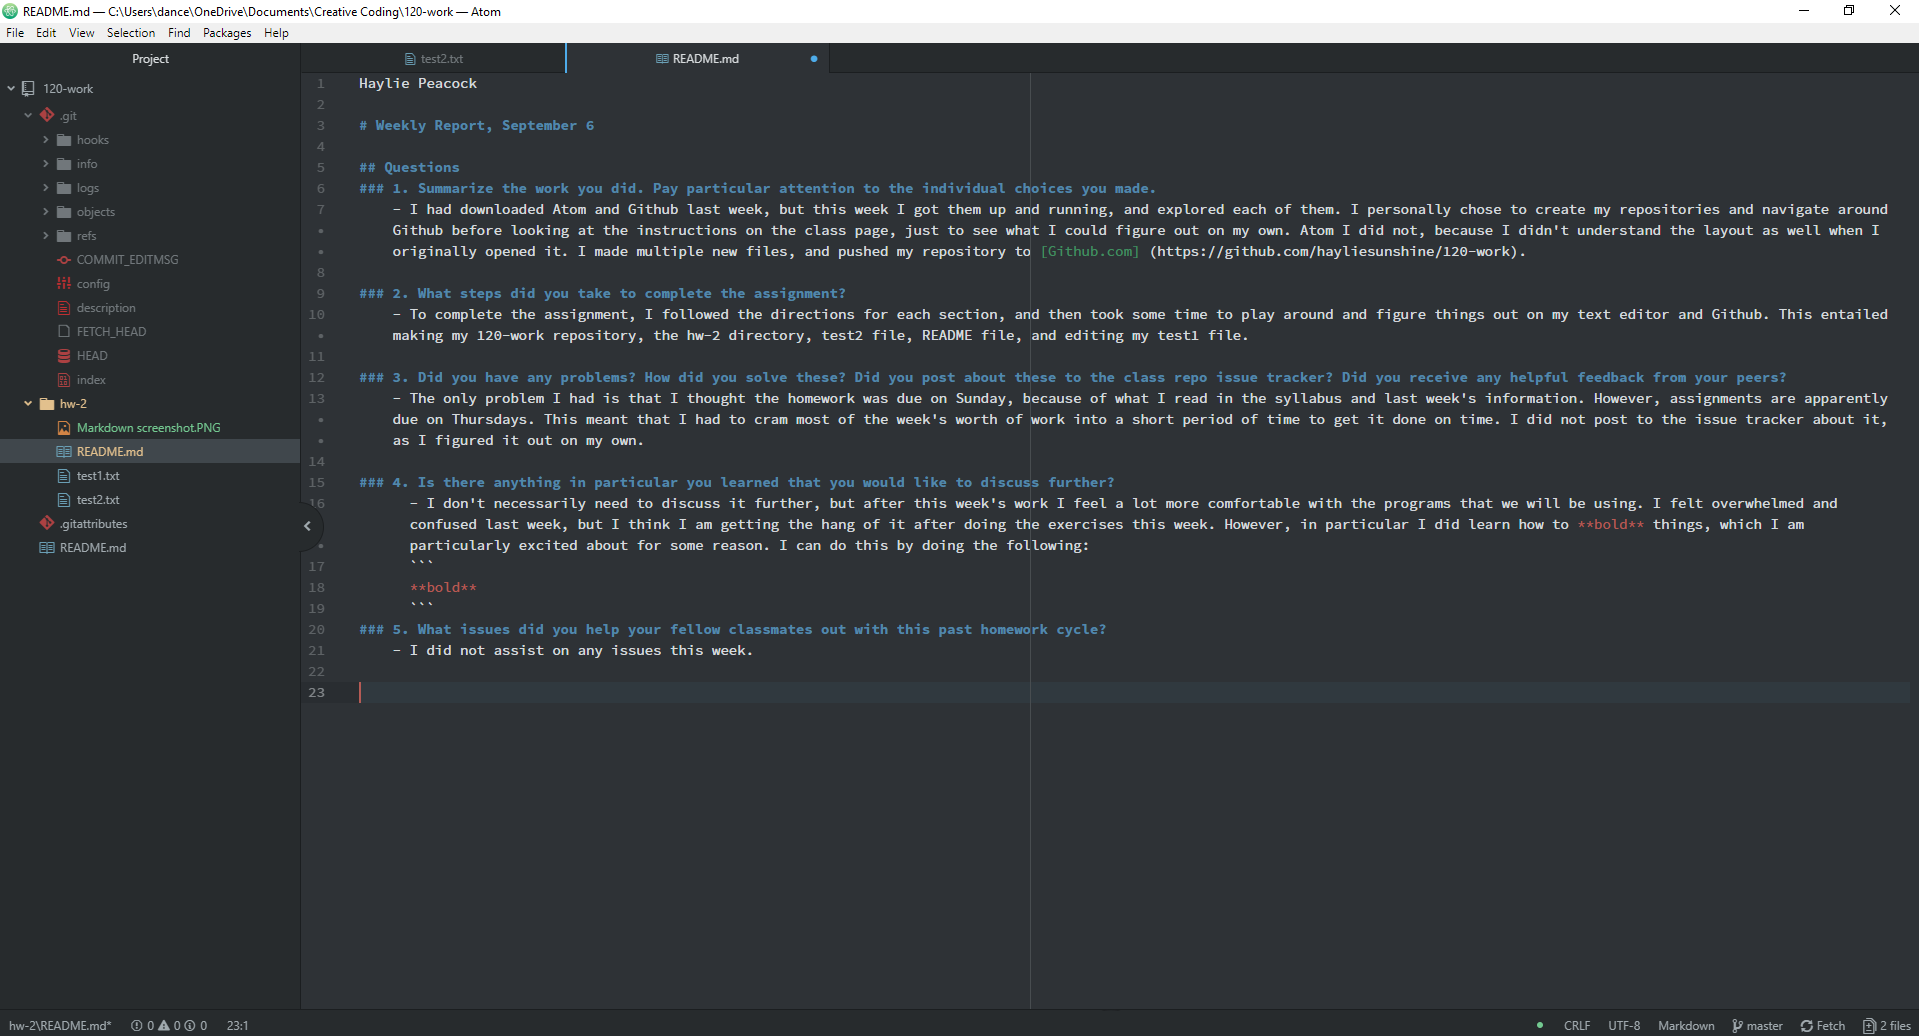 README.md — C:\Users\dance\OneDrive\Documents\Creative Coding\120-work — Atom
File Edit View Selection Find Packages Help
Project
test2.txt
README.md
120-work
.git
hooks
info
logs
objects
refs
COMMIT_EDITMSG
config
description
FETCH_HEAD
HEAD
index
hw-2
Markdown screenshot.PNG
README.md
test1.txt
test2.txt
.gitattributes
README.md
1 Haylie Peacock
2
3 # Weekly Report, September 6
4
5 ## Questions
6 ### 1. Summarize the work you did. Pay particular attention to the individual choices you made.
7 - I had downloaded Atom and Github last week, but this week I got them up and running, and explored each of them. I personally chose to create my repositories and navigate around
• Github before looking at the instructions on the class page, just to see what I could figure out on my own. Atom I did not, because I didn't understand the layout as well when I
• originally opened it. I made multiple new files, and pushed my repository to [Github.com] (https://github.com/hayliesunshine/120-work).
8
9 ### 2. What steps did you take to complete the assignment?
10 - To complete the assignment, I followed the directions for each section, and then took some time to play around and figure things out on my text editor and Github. This entailed
• making my 120-work repository, the hw-2 directory, test2 file, README file, and editing my test1 file.
11
12 ### 3. Did you have any problems? How did you solve these? Did you post about these to the class repo issue tracker? Did you receive any helpful feedback from your peers?
13 - The only problem I had is that I thought the homework was due on Sunday, because of what I read in the syllabus and last week's information. However, assignments are apparently
• due on Thursdays. This meant that I had to cram most of the week's worth of work into a short period of time to get it done on time. I did not post to the issue tracker about it,
• as I figured it out on my own.
14
15 ### 4. Is there anything in particular you learned that you would like to discuss further?
16 - I don't necessarily need to discuss it further, but after this week's work I feel a lot more comfortable with the programs that we will be using. I felt overwhelmed and
confused last week, but I think I am getting the hang of it after doing the exercises this week. However, in particular I did learn how to **bold** things, which I am
• particularly excited about for some reason. I can do this by doing the following:
17 ```
18 **bold**
19 ```
20 ### 5. What issues did you help your fellow classmates out with this past homework cycle?
21 - I did not assist on any issues this week.
22
23
hw-2\README.md* 0 0 0 23:1 CRLF UTF-8 Markdown master Fetch 2 files